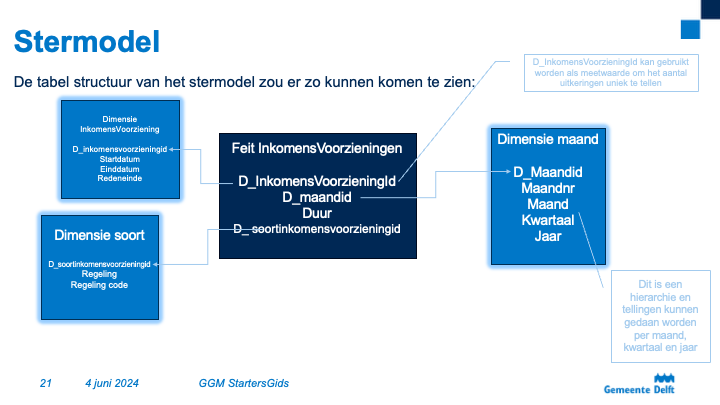 Stermodel
De tabel structuur van het stermodel zou er zo kunnen komen te zien:
D_InkomensVoorzieningId kan gebruikt
worden als meetwaarde om het aantal
uitkeringen uniek te tellen
Dimensie
InkomensVoorziening
D_inkomensvoorzieningid
Startdatum
Einddatum
Redeneinde
Feit InkomensVoorzieningen
D_InkomensVoorzieningId
D_maandid
Duur
D_ soortinkomensvoorzieningid
Dimensie maand
D_Maandid
Maandnr
Maand
Kwartaal
Jaar
Dimensie soort
D_soortinkomensvoorzieningid
Regeling
Regeling code
Dit is een
hierarchie en
tellingen kunnen
gedaan worden
per maand,
kwartaal en jaar
21 4 juni 2024 GGM StartersGids
Gemeente Delft